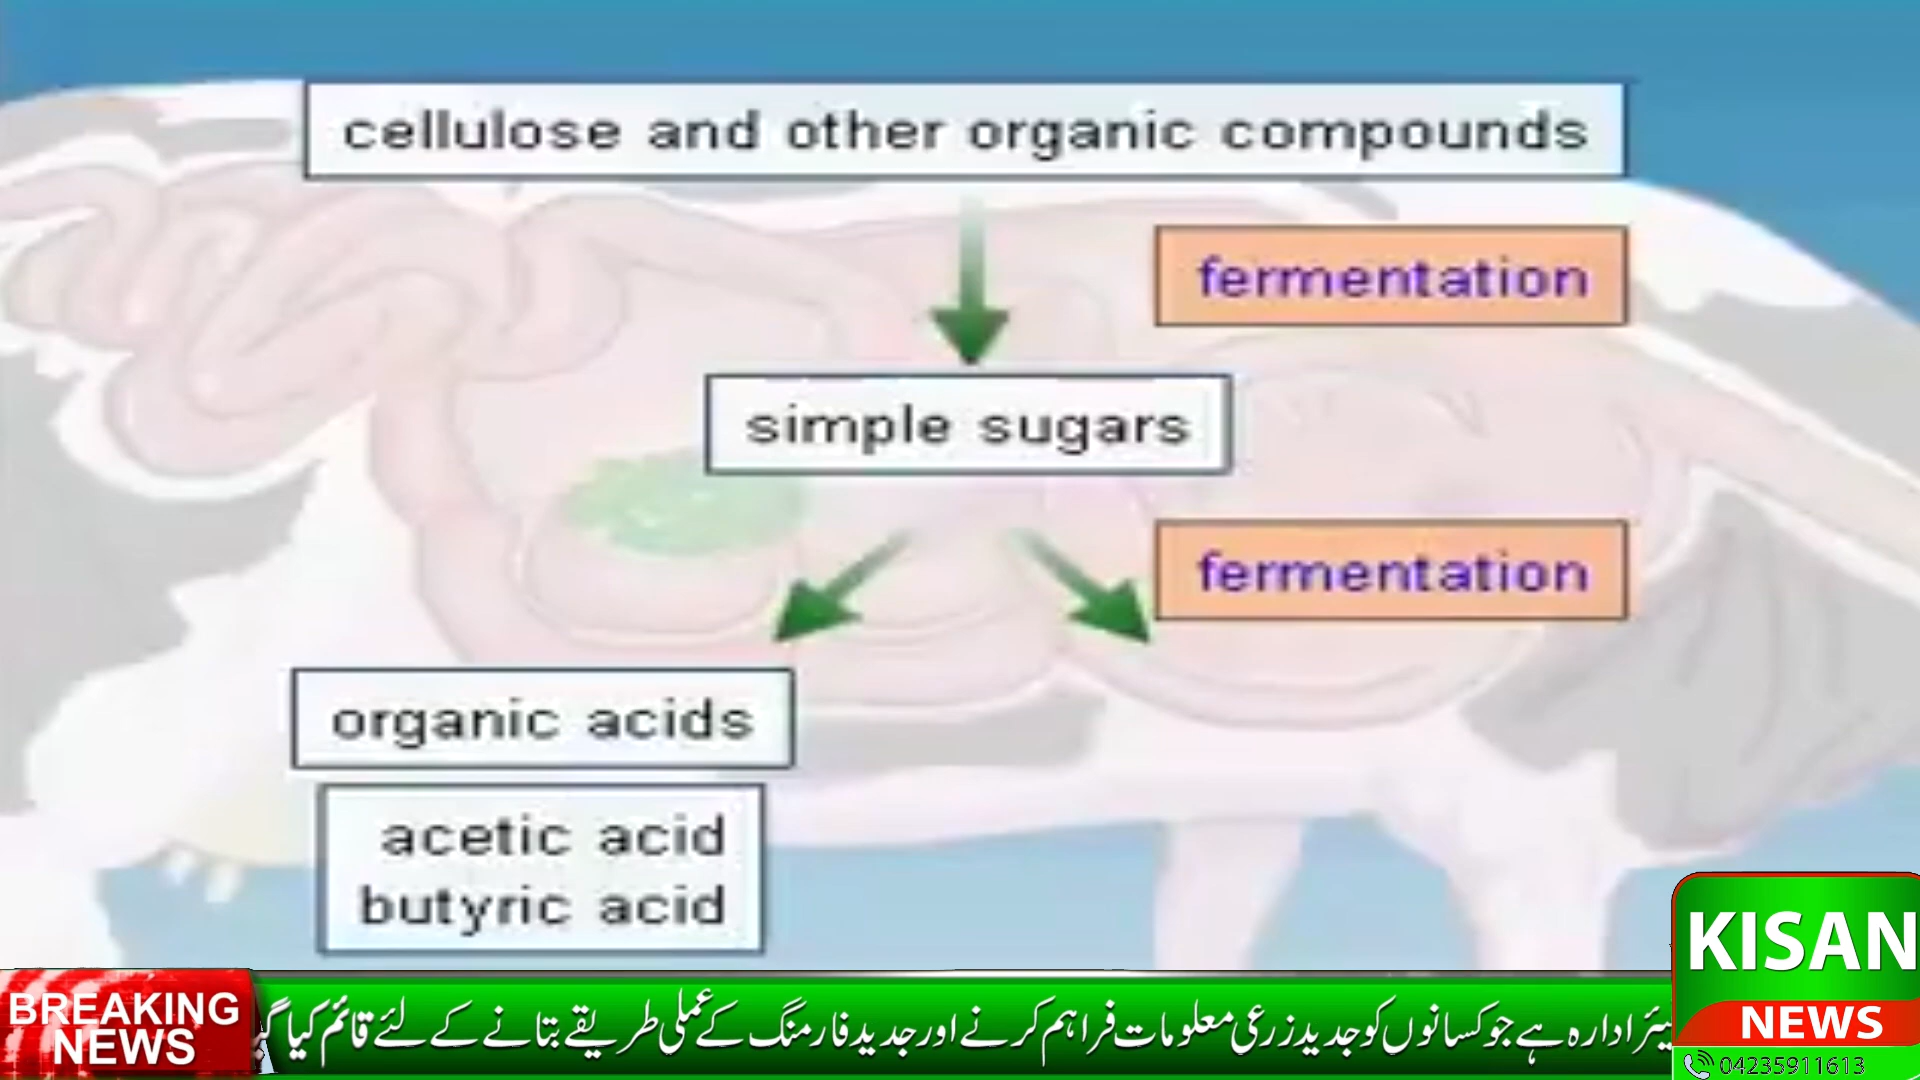 cellulose and other organic compounds
fermentation
simple sugars
fermentation
organic acids
acetic acid
butyric acid
KISAN
NEWS
04235911613
BREAKING
NEWS
ادارہ ہے جو کسانوں کو جدید زرعی معلومات فراہم کرنے اور جدید فارمنگ کے عملی طریقے بتانے کے لئے قائم کیا